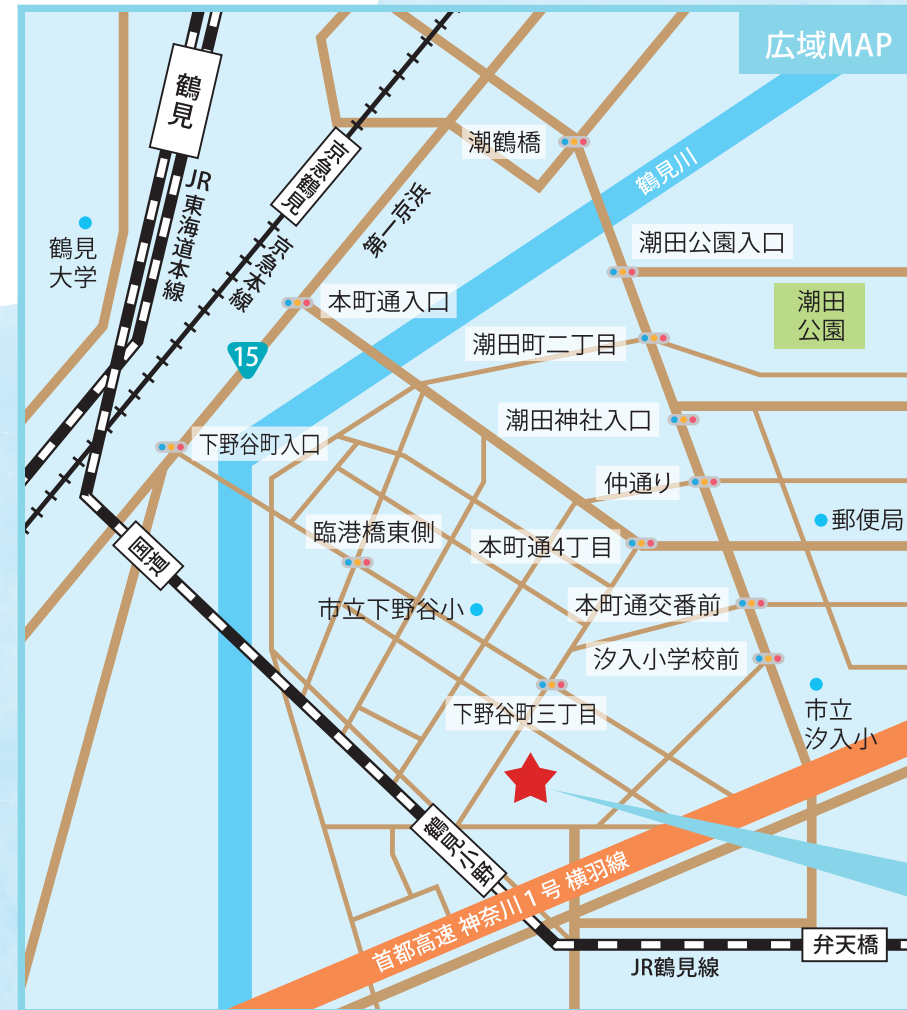 広域MAP
鶴見
京急鶴見
JR
東海道本線
京急本線
第一京浜
鶴見
大学
潮鶴橋
鶴見川
潮田公園入口
潮田
公園
本町通入口
潮田町二丁目
15
潮田神社入口
下野谷町入口
仲通り
郵便局
臨港橋東側
本町通4丁目
国道
市立下野谷小
本町通交番前
汐入小学校前
下野谷町三丁目
市立
汐入小
鶴見小野
首都高速 神奈川1号 横羽線
弁天橋
JR鶴見線